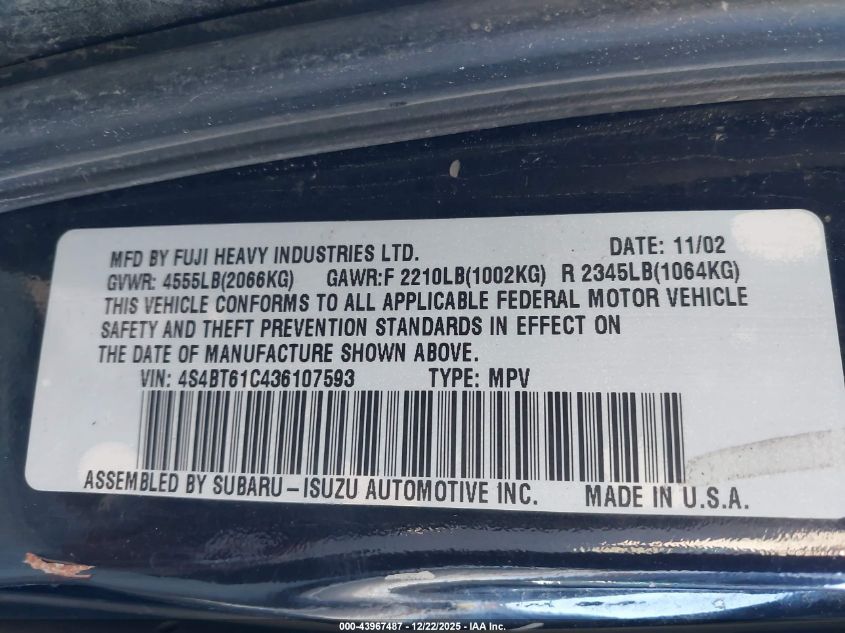 MFD BY FUJI HEAVY INDUSTRIES LTD. DATE: 11/02
GVWR: 4555LB(2066KG) GAWR:F 2210LB(1002KG) R 2345LB(1064KG)
THIS VEHICLE CONFORMS TO ALL APPLICABLE FEDERAL MOTOR VEHICLE
SAFETY AND THEFT PREVENTION STANDARDS IN EFFECT ON
THE DATE OF MANUFACTURE SHOWN ABOVE.
VIN: 4S4BT61C436107593 TYPE: MPV
ASSEMBLED BY SUBARU-ISUZU AUTOMOTIVE INC. MADE IN U.S.A.
000-43967487 - 12/22/2025 - IAA Inc.